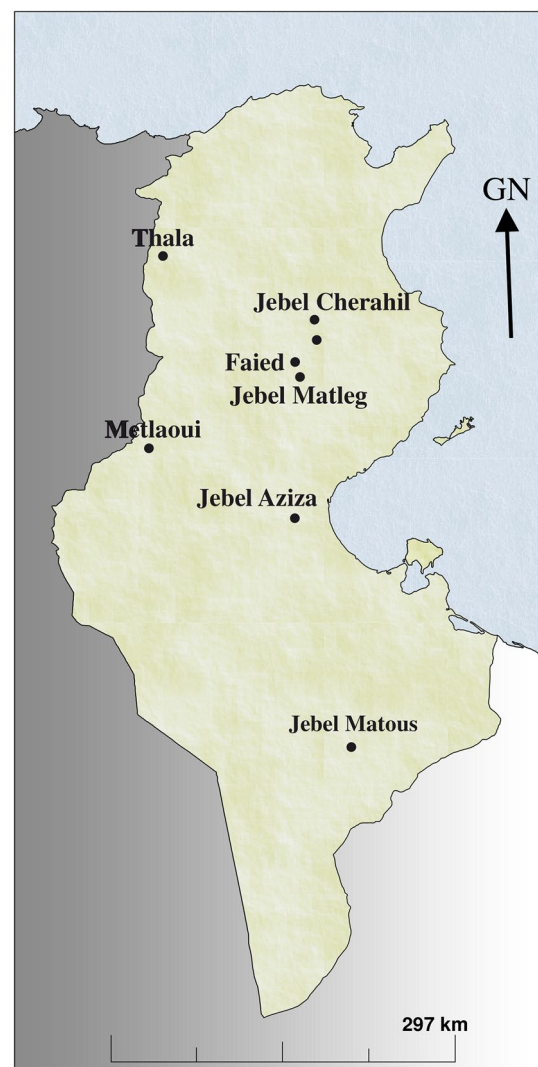 GN
Thala
Jebel Cherahil
Faied
Jebel Matleg
Metlaoui
Jebel Aziza
Jebel Matous
297 km